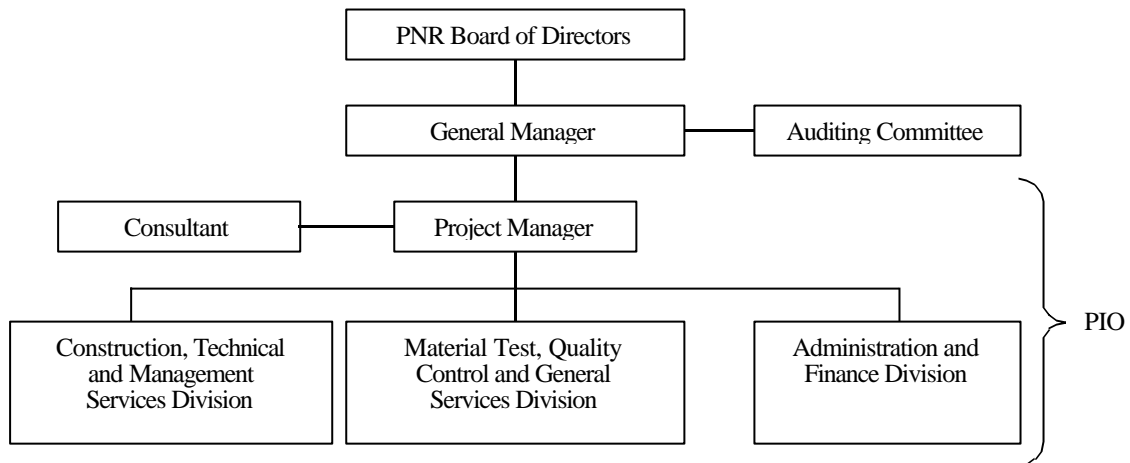 PNR Board of Directors
General Manager
Auditing Committee
Consultant
Project Manager
PIO
Construction, Technical
and Management
Services Division
Material Test, Quality
Control and General
Services Division
Administration and
Finance Division